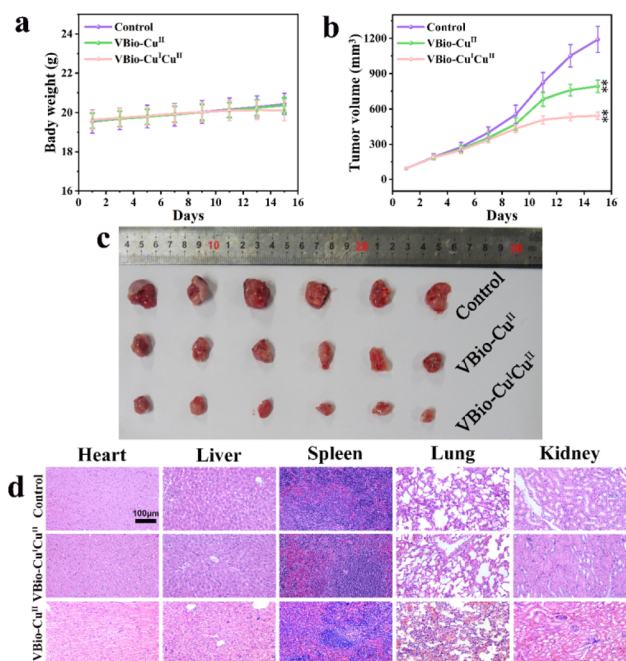 a
Control
VBio-Cuᴵᴵ
VBio-CuᴵCuᴵᴵ
Bady weight (g)
24
22
20
18
16
0 2 4 6 8 10 12 14 16
Days
b
Control
VBio-Cuᴵᴵ
VBio-CuᴵCuᴵᴵ
Tumor volume (mm³)
1200
900
600
300
0
0 2 4 6 8 10 12 14 16
Days
**
**
c
4 5 6 7 8 9 10 1 2 3 4 5 6 7 8 9 20 1 2 3 4 5 6 7 8 9
Control
VBio-Cuᴵᴵ
VBio-CuᴵCuᴵᴵ
d
Heart Liver Spleen Lung Kidney
Control
100μm
VBio-CuᴵCuᴵᴵ
VBio-Cuᴵᴵ